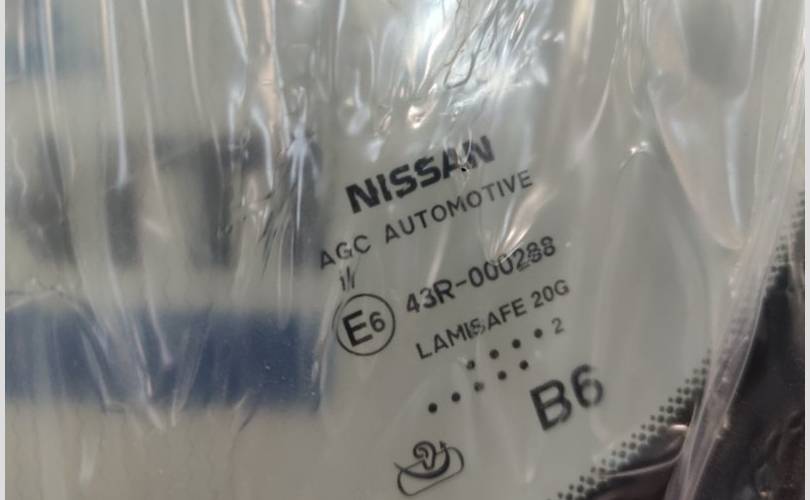 NISSAN
AGC AUTOMOTIVE
E6 43R-000288
LAMISAFE 20G
2
B6